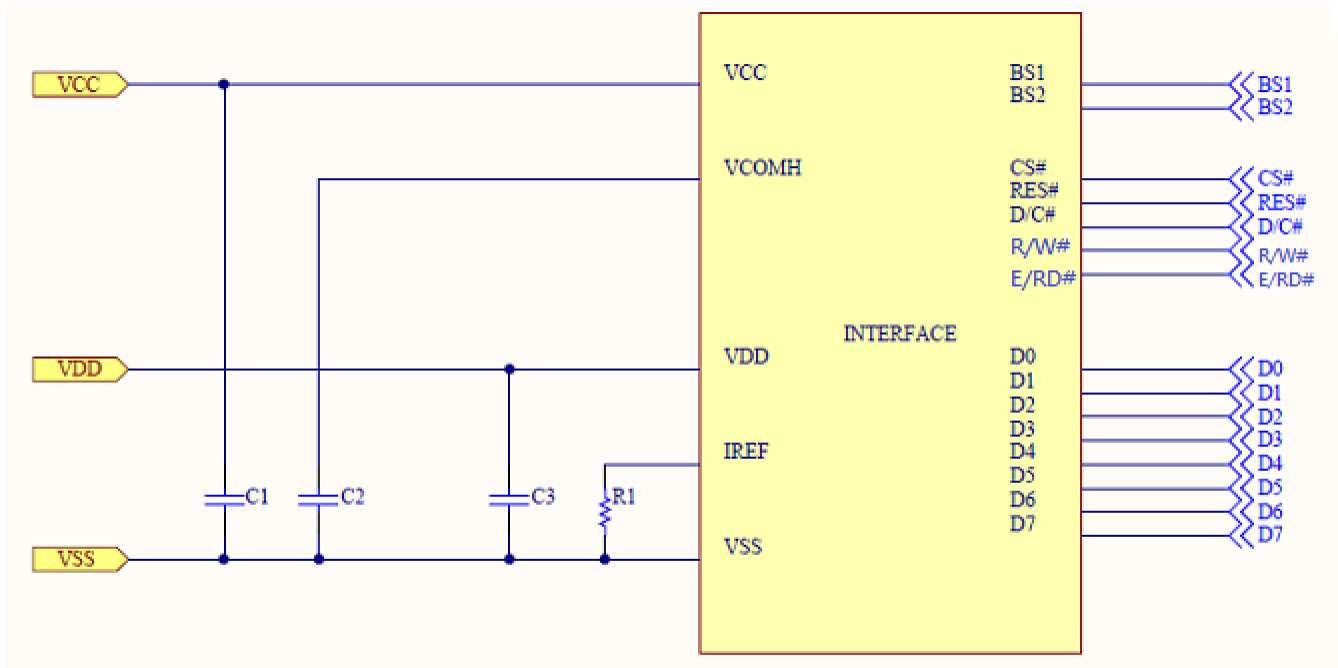 VCC
VCC
BS1
BS1
BS2
BS2
VCOMH
CS#
CS#
RES#
RES#
D/C#
D/C#
R/W#
R/W#
E/RD#
E/RD#
INTERFACE
VDD
VDD
D0
D0
D1
D1
D2
D2
D3
D3
IREF
D4
D4
D5
D5
C1
C2
C3
R1
D6
D6
D7
D7
VSS
VSS